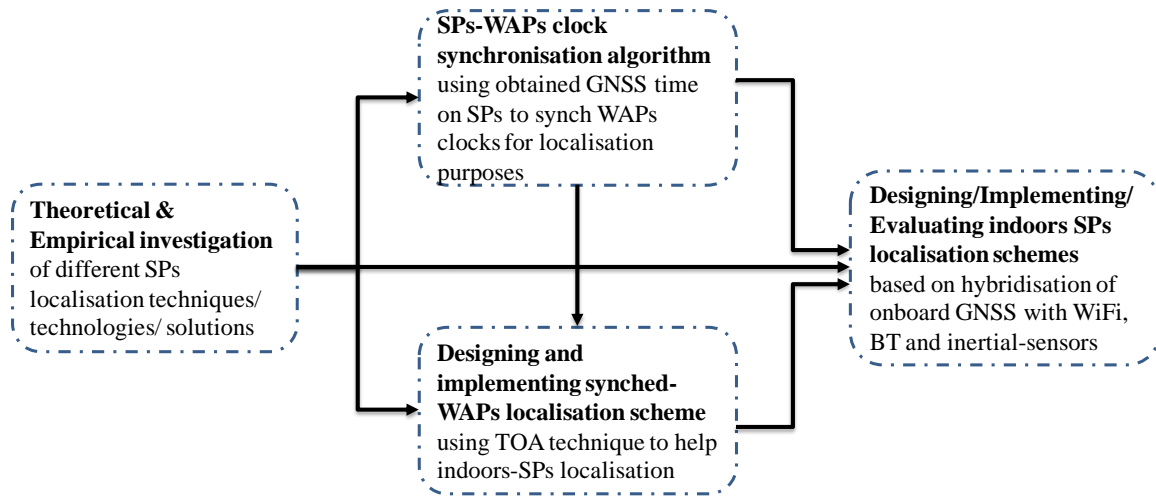 SPs-WAPs clock
synchronisation algorithm
using obtained GNSS time
on SPs to synch WAPs
clocks for localisation
purposes
Theoretical &
Empirical investigation
of different SPs
localisation techniques/
technologies/ solutions
Designing/Implementing/
Evaluating indoors SPs
localisation schemes
based on hybridisation of
onboard GNSS with WiFi,
BT and inertial-sensors
Designing and
implementing synched-
WAPs localisation scheme
using TOA technique to help
indoors-SPs localisation